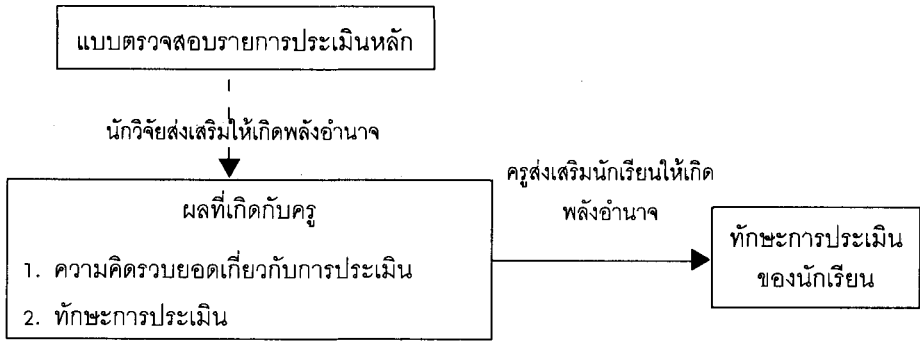 แบบตรวจสอบรายการประเมินหลัก
นักวิจัยส่งเสริมให้เกิดพลังอำนาจ
ผลที่เกิดกับครู
1. ความคิดรวบยอดเกี่ยวกับการประเมิน
2. ทักษะการประเมิน
ครูส่งเสริมนักเรียนให้เกิด
พลังอำนาจ
ทักษะการประเมิน
ของนักเรียน